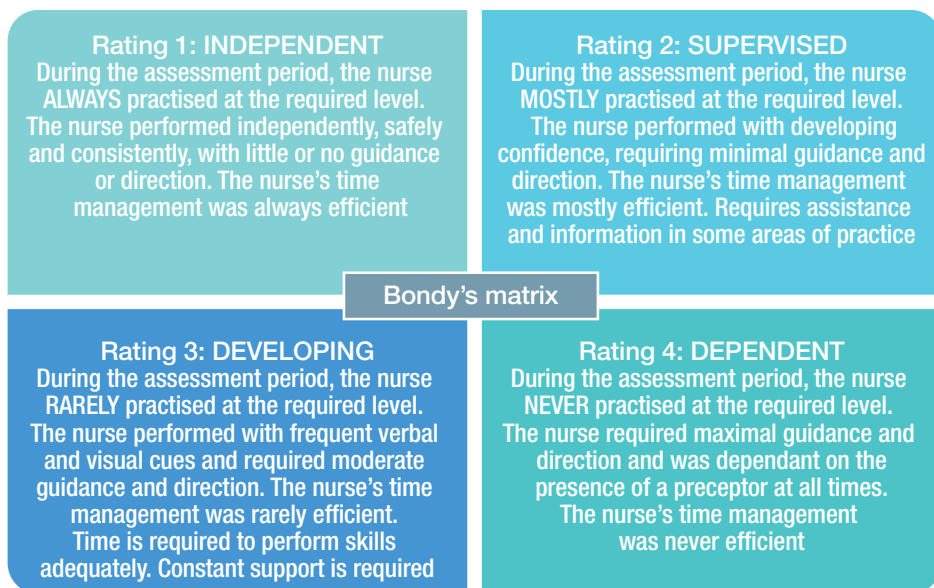 Rating 1: INDEPENDENT
During the assessment period, the nurse
ALWAYS practised at the required level.
The nurse performed independently, safely
and consistently, with little or no guidance
or direction. The nurse’s time
management was always efficient
Rating 2: SUPERVISED
During the assessment period, the nurse
MOSTLY practised at the required level.
The nurse performed with developing
confidence, requiring minimal guidance and
direction. The nurse’s time management
was mostly efficient. Requires assistance
and information in some areas of practice
Bondy’s matrix
Rating 3: DEVELOPING
During the assessment period, the nurse
RARELY practised at the required level.
The nurse performed with frequent verbal
and visual cues and required moderate
guidance and direction. The nurse’s time
management was rarely efficient.
Time is required to perform skills
adequately. Constant support is required
Rating 4: DEPENDENT
During the assessment period, the nurse
NEVER practised at the required level.
The nurse required maximal guidance and
direction and was dependant on the
presence of a preceptor at all times.
The nurse’s time management
was never efficient